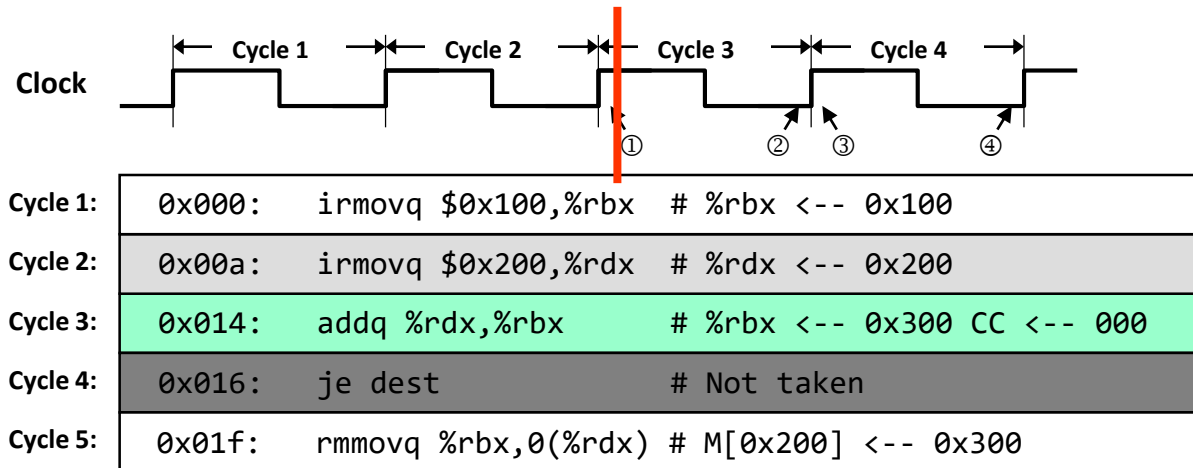 Cycle 1 Cycle 2 Cycle 3 Cycle 4
Clock
① ② ③ ④
Cycle 1: 0x000: irmovq $0x100,%rbx # %rbx <-- 0x100
Cycle 2: 0x00a: irmovq $0x200,%rdx # %rdx <-- 0x200
Cycle 3: 0x014: addq %rdx,%rbx # %rbx <-- 0x300 CC <-- 000
Cycle 4: 0x016: je dest # Not taken
Cycle 5: 0x01f: rmmovq %rbx,0(%rdx) # M[0x200] <-- 0x300